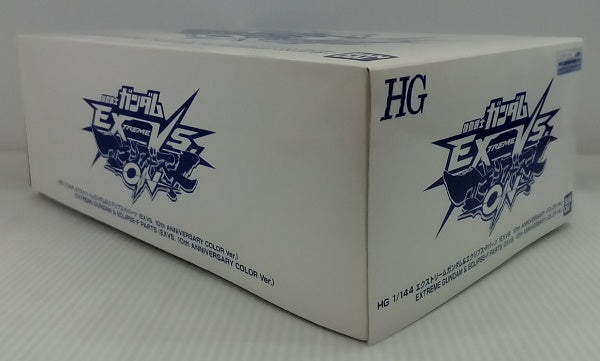 機動戦士
ガンダム
EXTREME VS.
ON
HG 1/144 エクストリームガンダム&エクリプス-Fパーツ (EXVS. 10th ANNIVERSARY COLOR Ver.)
(EXTREME GUNDAM & ECLIPSE-F PARTS (EXVS. 10th ANNIVERSARY COLOR Ver.)
HG
機動戦士
ガンダム
EXTREME VS.
ON
BANDAI
HG 1/144 エクストリームガンダム&エクリプス-Fパーツ (EXVS. 10th ANNIVERSARY COLOR Ver.)
EXTREME GUNDAM & ECLIPSE-F PARTS (EXVS. 10th ANNIVERSARY COLOR Ver.)